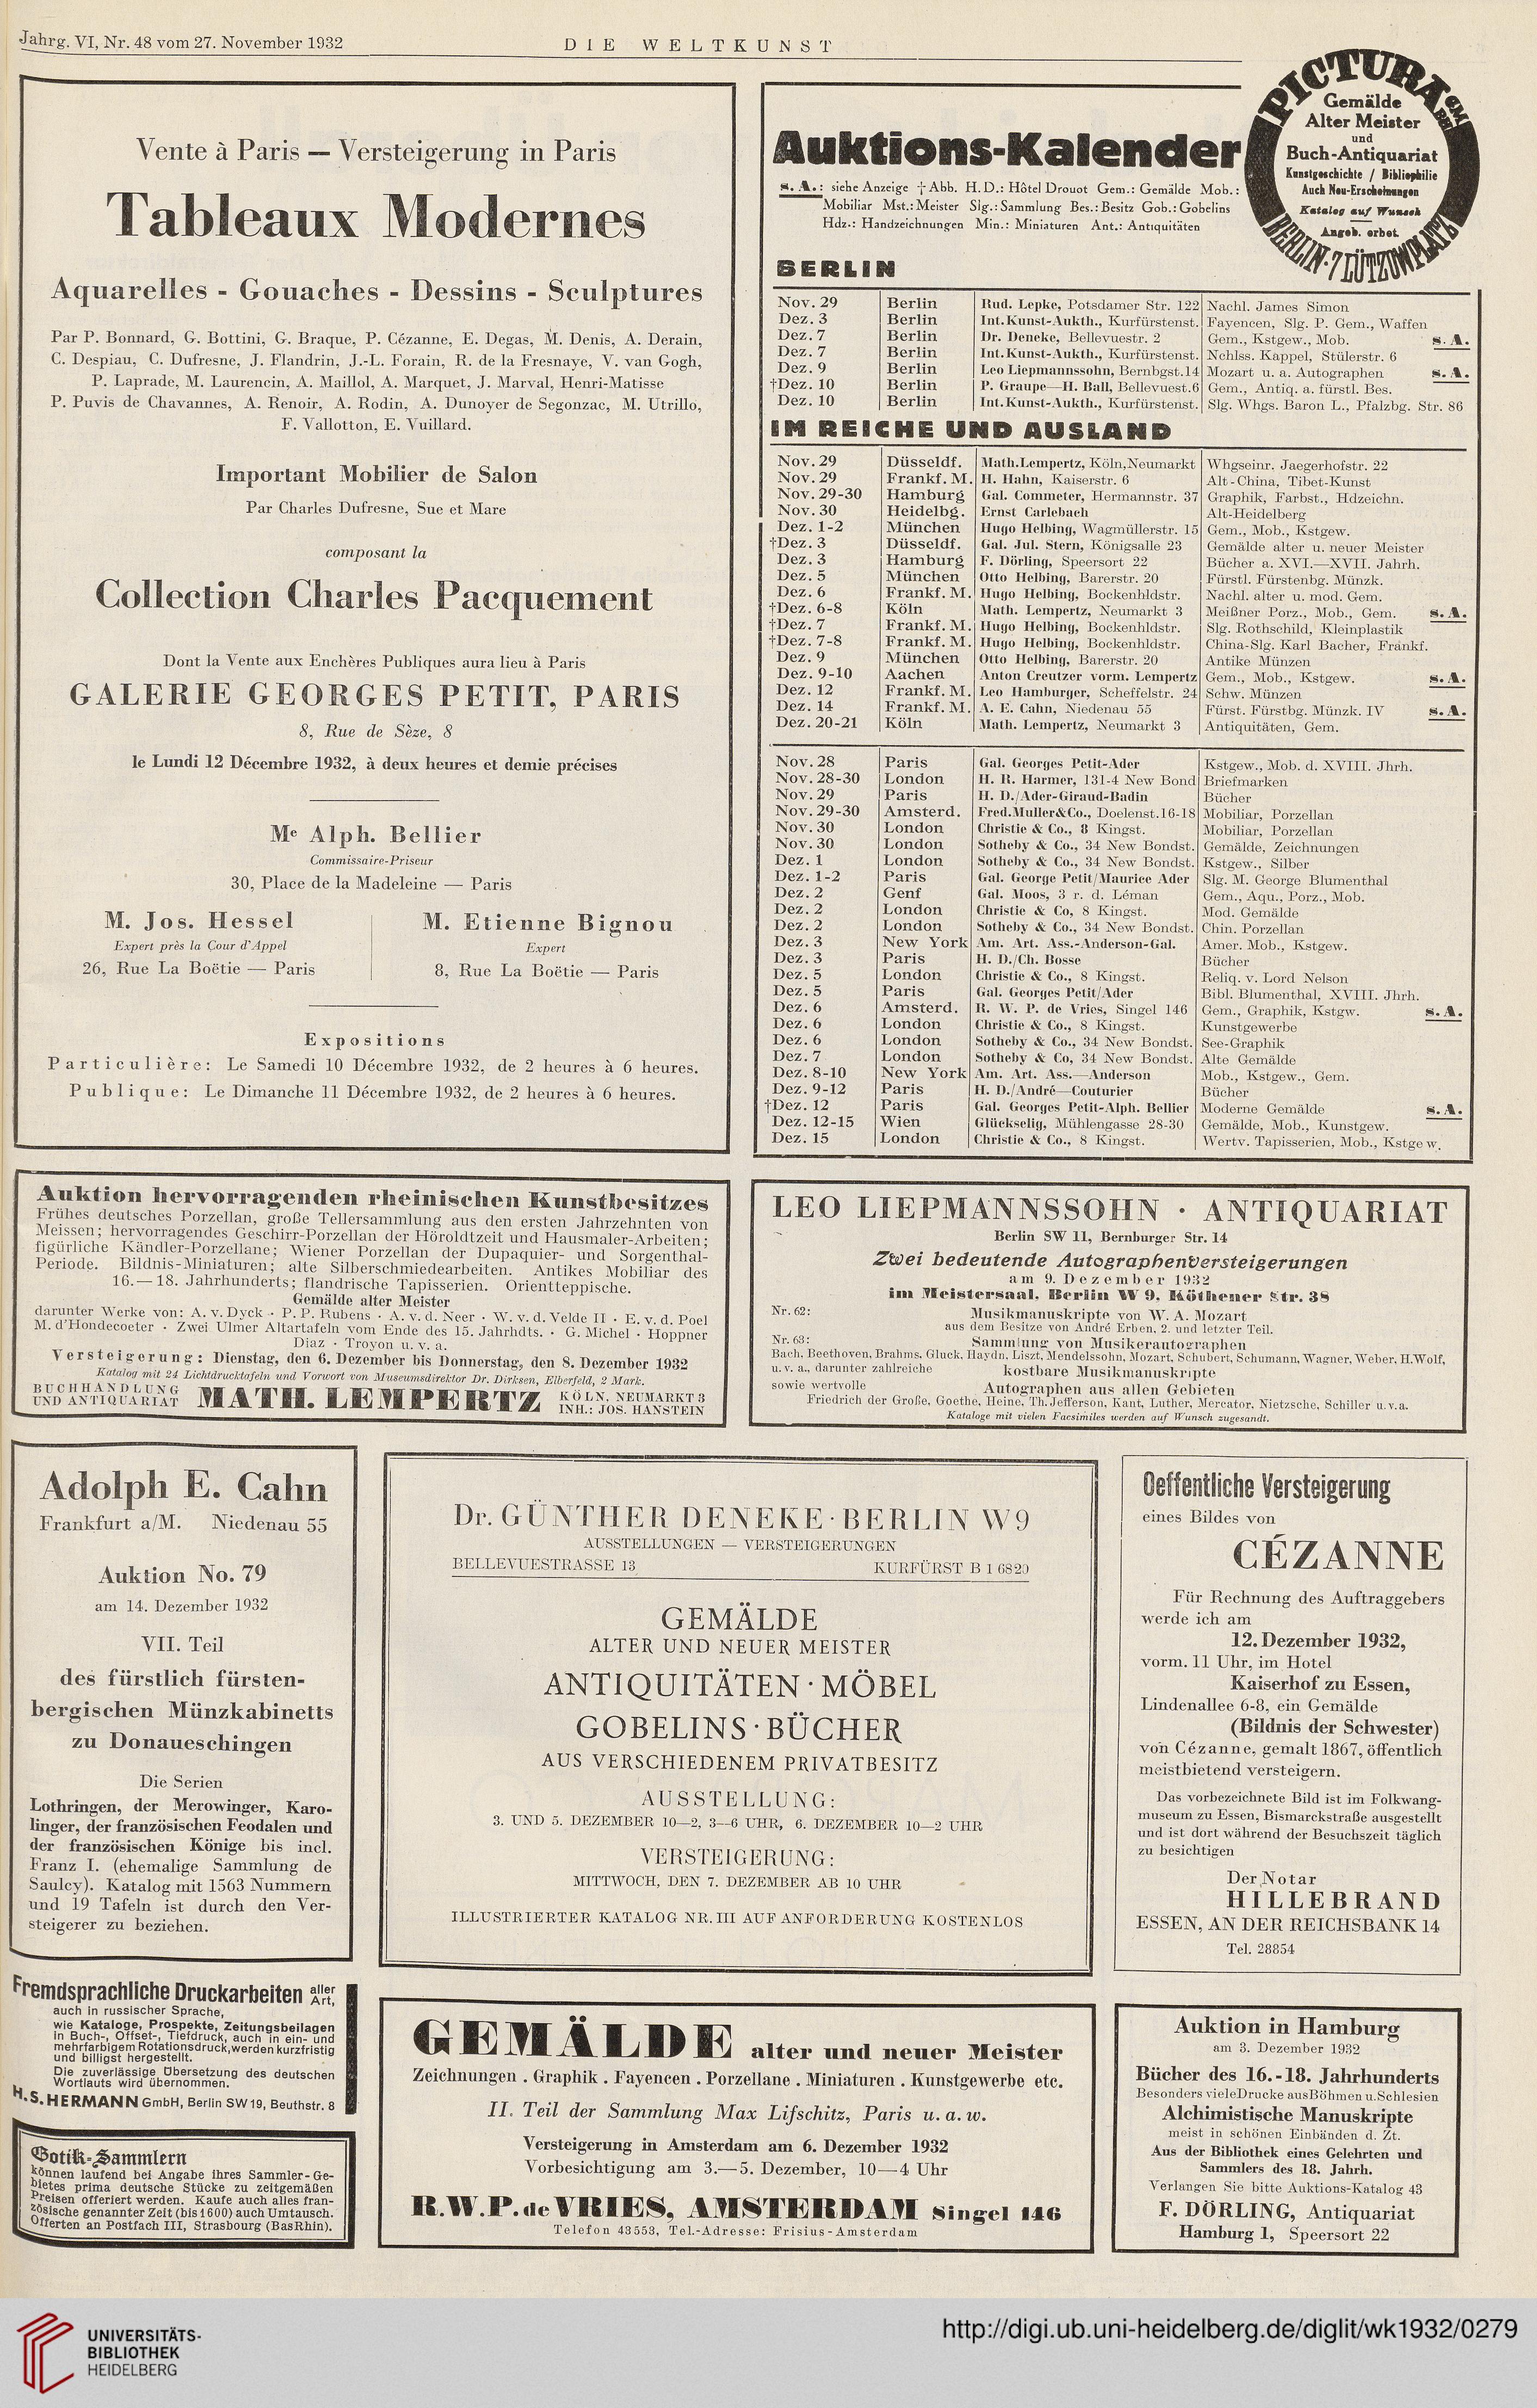 Jahrg. VI, Nr. 48 vom 27. November 1932
DIE WELTKUNST
Vente à Paris — Versteigerung in Paris
Tableaux Modernes
Aquarelles - Gouaches - Dessins - Sculptures
Par P. Bonnard, G. Bottini, G. Braque, P. Cézanne, E. Degas, M. Denis, A. Derain,
C. Despiau, C. Dufresne, J. Flandrin, J.-L. Forain, R. de la Fresnaye, V. van Gogh,
P. Laprade, M. Laurencin, A. Maillol, A. Marquet, J. Marval, Henri-Matisse
P. Puvis de Chavannes, A. Renoir, A. Rodin, A. Dunoyer de Segonzac, M. Utrillo,
F. Vallotton, E. Vuillard.
Important Mobilier de Salon
Par Charles Dufresne, Sue et Mare
composant la
Collection Charles Pacquement
Dont la Vente aux Enchères Publiques aura lieu à Paris
GALERIE GEORGES PETIT, PARIS
8, Rue de Sèze, 8
le Lundi 12 Décembre 1932, à deux heures et demie précises
Me Alph. Bellier
Commissaire-Priseur
30, Place de la Madeleine — Paris
M. Jos. Hessel
Expert près la Cour d'Appel
26, Rue La Boëtie — Paris
M. Etienne Bignou
Expert
8, Rue La Boëtie — Paris
Expositions
Particulière: Le Samedi 10 Décembre 1932, de 2 heures à 6 heures.
Publique: Le Dimanche 11 Décembre 1932, de 2 heures à 6 heures.
Auktions-Kalender
s. A.: siehe Anzeige † Abb. H.D.: Hôtel Drouot Gem.: Gemälde Mob.:
Mobiliar Mst.: Meister Slg.: Sammlung Bes.: Besitz Gob.: Gobelins
Hdz.: Handzeichnungen Min.: Miniaturen Ant.: Antiquitäten
PICTURA GMBH
Gemälde
Alter Meister
und
Buch-Antiquariat
Kunstgeschichte / Bibliophilie
Auch Neu-Erscheinungen
Katalog auf Wunsch
Angeb. erbet.
BERLIN·7 LÜTZOWPLATZ
BERLIN
Nov. 29 Berlin Rud. Lepke, Potsdamer Str. 122 Nachl. James Simon
Dez. 3 Berlin Int.Kunst-Aukth., Kurfürstenst. Fayencen, Slg. P. Gem., Waffen
Dez. 7 Berlin Dr. Deneke, Bellevuestr. 2 Gem., Kstgew., Mob. s. A.
Dez. 7 Berlin Int.Kunst-Aukth., Kurfürstenst. Nchlss. Kappel, Stülerstr. 6
Dez. 9 Berlin Leo Liepmannssohn, Bernbgst.14 Mozart u. a. Autographen s. A.
†Dez. 10 Berlin P. Graupe—H. Ball, Bellevuest.6 Gem., Antiq. a. fürstl. Bes.
Dez. 10 Berlin Int.Kunst-Aukth., Kurfürstenst. Slg. Whgs. Baron L., Pfalzbg. Str. 86
IM REICHE UND AUSLAND
Nov. 29 Düsseldf. Math.Lempertz, Köln,Neumarkt Whgseinr. Jaegerhofstr. 22
Nov. 29 Frankf. M. H. Hahn, Kaiserstr. 6 Alt-China, Tibet-Kunst
Nov. 29-30 Hamburg Gal. Commeter, Hermannstr. 37 Graphik, Farbst., Hdzeichn.
Nov. 30 Heidelbg. Ernst Carlebach Alt-Heidelberg
Dez. 1-2 München Hugo Helbing, Wagmüllerstr. 15 Gem., Mob., Kstgew.
†Dez. 3 Düsseldf. Gal. Jul. Stern, Königsalle 23 Gemälde alter u. neuer Meister
Dez. 3 Hamburg F. Dörling, Speersort 22 Bücher a. XVI.—XVII. Jahrh.
Dez. 5 München Otto Helbing, Barerstr. 20 Fürstl. Fürstenbg. Münzk.
Dez. 6 Frankf. M. Hugo Helbing, Bockenhldstr. Nachl. alter u. mod. Gem.
†Dez. 6-8 Köln Math. Lempertz, Neumarkt 3 Meißner Porz., Mob., Gem. s. A.
†Dez. 7 Frankf. M. Hugo Helbing, Bockenhldstr. Slg. Rothschild, Kleinplastik
†Dez. 7-8 Frankf. M. Hugo Helbing, Bockenhldstr. China-Slg. Karl Bacher, Frankf.
Dez. 9 München Otto Helbing, Barerstr. 20 Antike Münzen
Dez. 9-10 Aachen Anton Creutzer vorm. Lempertz Gem., Mob., Kstgew. s. A.
Dez. 12 Frankf. M. Leo Hamburger, Scheffelstr. 24 Schw. Münzen
Dez. 14 Frankf. M. A. E. Cahn, Niedenau 55 Fürst. Fürstbg. Münzk. IV s. A.
Dez. 20-21 Köln Math. Lempertz, Neumarkt 3 Antiquitäten, Gem.
Nov. 28 Paris Gal. Georges Petit-Ader Kstgew., Mob. d. XVIII. Jhrh.
Nov. 28-30 London H. R. Harmer, 131-4 New Bond Briefmarken
Nov. 29 Paris H. D./Ader-Giraud-Badin Bücher
Nov. 29-30 Amsterd. Fred.Muller&Co., Doelenst.16-18 Mobiliar, Porzellan
Nov. 30 London Christie & Co., 8 Kingst. Mobiliar, Porzellan
Nov. 30 London Sotheby & Co., 34 New Bondst. Gemälde, Zeichnungen
Dez. 1 London Sotheby & Co., 34 New Bondst. Kstgew., Silber
Dez. 1-2 Paris Gal. George Petit/Maurice Ader Slg. M. George Blumenthal
Dez. 2 Genf Gal. Moos, 3 r. d. Léman Gem., Aqu., Porz., Mob.
Dez. 2 London Christie & Co, 8 Kingst. Mod. Gemälde
Dez. 2 London Sotheby & Co., 34 New Bondst. Chin. Porzellan
Dez. 3 New York Am. Art. Ass.-Anderson-Gal. Amer. Mob., Kstgew.
Dez. 3 Paris H. D./Ch. Bosse Bücher
Dez. 5 London Christie & Co., 8 Kingst. Reliq. v. Lord Nelson
Dez. 5 Paris Gal. Georges Petit/Ader Bibl. Blumenthal, XVIII. Jhrh.
Dez. 6 Amsterd. R. W. P. de Vries, Singel 146 Gem., Graphik, Kstgw. s. A.
Dez. 6 London Christie & Co., 8 Kingst. Kunstgewerbe
Dez. 6 London Sotheby & Co., 34 New Bondst. See-Graphik
Dez. 7 London Sotheby & Co, 34 New Bondst. Alte Gemälde
Dez. 8-10 New York Am. Art. Ass.—Anderson Mob., Kstgew., Gem.
Dez. 9-12 Paris H. D./André—Couturier Bücher
†Dez. 12 Paris Gal. Georges Petit-Alph. Bellier Moderne Gemälde s. A.
Dez. 12-15 Wien Glückselig, Mühlengasse 28-30 Gemälde, Mob., Kunstgew.
Dez. 15 London Christie & Co., 8 Kingst. Wertv. Tapisserien, Mob., Kstgew.
Auktion hervorragenden rheinischen Kunstbesitzes
Frühes deutsches Porzellan, große Tellersammlung aus den ersten Jahrzehnten von
Meissen; hervorragendes Geschirr-Porzellan der Höroldtzeit und Hausmaler-Arbeiten;
figürliche Kändler-Porzellane; Wiener Porzellan der Dupaquier- und Sorgenthal-
Periode. Bildnis-Miniaturen; alte Silberschmiedearbeiten. Antikes Mobiliar des
16.—18. Jahrhunderts; flandrische Tapisserien. Orientteppische.
Gemälde alter Meister
darunter Werke von: A. v. Dyck · P. P. Rubens · A. v. d. Neer · W. v. d. Velde II · E. v. d. Poel
M. d'Hondecoeter · Zwei Ulmer Altartafeln vom Ende des 15. Jahrhdts. · G. Michel · Hoppner
Diaz · Troyon u. v. a.
Versteigerung: Dienstag, den 6. Dezember bis Donnerstag, den 8. Dezember 1932
Katalog mit 24 Lichtdrucktafeln und Vorwort von Museumsdirektor Dr. Dirksen, Elberfeld, 2 Mark.
BUCHHANDLUNG
UND ANTIQUARIAT
MATH. LEMPERTZ
KÖLN, NEUMARKT 3
INH.: JOS. HANSTEIN
LEO LIEPMANNSSOHN · ANTIQUARIAT
Berlin SW 11, Bernburger Str. 14
Zwei bedeutende Autographenversteigerungen
am 9. Dezember 1932
im Meistersaal, Berlin W 9, Köthener Str. 38
Nr. 62: Musikmanuskripte von W. A. Mozart
aus dem Besitze von André Erben, 2. und letzter Teil.
Nr. 63: Sammlung von Musikerautographen
Bach, Beethoven, Brahms, Gluck, Haydn, Liszt, Mendelssohn, Mozart, Schubert, Schumann, Wagner, Weber, H.Wolf,
u. v. a., darunter zahlreiche kostbare Musikmanuskripte
sowie wertvolle Autographen aus allen Gebieten
Friedrich der Große, Goethe, Heine, Th. Jefferson, Kant, Luther, Mercator, Nietzsche, Schiller u.v.a.
Kataloge mit vielen Facsimiles werden auf Wunsch zugesandt.
Adolph E. Cahn
Frankfurt a/M. Niedenau 55
Auktion No. 79
am 14. Dezember 1932
VII. Teil
des fürstlich fürsten-
bergischen Münzkabinetts
zu Donaueschingen
Die Serien
Lothringen, der Merowinger, Karo-
linger, der französischen Feodalen und
der französischen Könige bis incl.
Franz I. (ehemalige Sammlung de
Saulcy). Katalog mit 1563 Nummern
und 19 Tafeln ist durch den Ver-
steigerer zu beziehen.
Dr. GÜNTHER DENEKE·BERLIN W9
AUSSTELLUNGEN — VERSTEIGERUNGEN
BELLEVUESTRASSE 13 KURFÜRST B 1 6820
GEMÄLDE
ALTER UND NEUER MEISTER
ANTIQUITÄTEN · MÖBEL
GOBELINS · BÜCHER
AUS VERSCHIEDENEM PRIVATBESITZ
AUSSTELLUNG:
3. UND 5. DEZEMBER 10—2, 3—6 UHR, 6. DEZEMBER 10—2 UHR
VERSTEIGERUNG:
MITTWOCH, DEN 7. DEZEMBER AB 10 UHR
ILLUSTRIERTER KATALOG NR. III AUF ANFORDERUNG KOSTENLOS
Oeffentliche Versteigerung
eines Bildes von
CÉZANNE
Für Rechnung des Auftraggebers
werde ich am
12. Dezember 1932,
vorm. 11 Uhr, im Hotel
Kaiserhof zu Essen,
Lindenallee 6-8, ein Gemälde
(Bildnis der Schwester)
von Cézanne, gemalt 1867, öffentlich
meistbietend versteigern.
Das vorbezeichnete Bild ist im Folkwang-
museum zu Essen, Bismarckstraße ausgestellt
und ist dort während der Besuchszeit täglich
zu besichtigen
Der Notar
HILLEBRAND
ESSEN, AN DER REICHSBANK 14
Tel. 28854
Fremdsprachliche Druckarbeiten aller Art,
auch in russischer Sprache,
wie Kataloge, Prospekte, Zeitungsbeilagen
in Buch-, Offset-, Tiefdruck, auch in ein- und
mehrfarbigem Rotationsdruck,werden kurzfristig
und billigst hergestellt.
Die zuverlässige Übersetzung des deutschen
Wortlauts wird übernommen.
H.S.HERMANN GmbH, Berlin SW19, Beuthstr. 8
Gotik-Sammlern
können laufend bei Angabe ihres Sammler-Ge-
bietes prima deutsche Stücke zu zeitgemäßen
Preisen offeriert werden. Kaufe auch alles fran-
zösische genannter Zeit (bis 1600) auch Umtausch.
Offerten an Postfach III, Strasbourg (BasRhin).
GEMÄLDE alter und neuer Meister
Zeichnungen . Graphik . Fayencen . Porzellane . Miniaturen . Kunstgewerbe etc.
II. Teil der Sammlung Max Lifschitz, Paris u. a. w.
Versteigerung in Amsterdam am 6. Dezember 1932
Vorbesichtigung am 3.—5. Dezember, 10—4 Uhr
R.W.P. de VRIES, AMSTERDAM Singel 146
Telefon 43553, Tel.-Adresse: Frisius-Amsterdam
Auktion in Hamburg
am 3. Dezember 1932
Bücher des 16.-18. Jahrhunderts
Besonders viele Drucke aus Böhmen u. Schlesien
Alchimistische Manuskripte
meist in schönen Einbänden d. Zt.
Aus der Bibliothek eines Gelehrten und
Sammlers des 18. Jahrh.
Verlangen Sie bitte Auktions-Katalog 43
F. DÖRLING, Antiquariat
Hamburg 1, Speersort 22
UNIVERSITÄTS-
BIBLIOTHEK
HEIDELBERG
http://digi.ub.uni-heidelberg.de/diglit/wk1932/0279